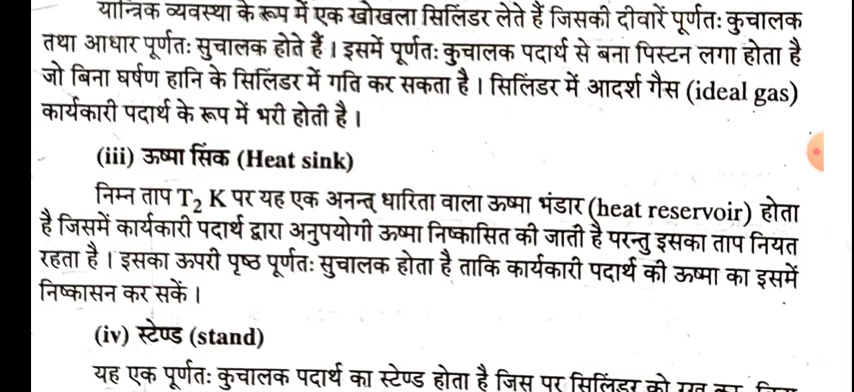 यान्त्रिक व्यवस्था के रूप में एक खोखला सिलिंडर लेते हैं जिसकी दीवारें पूर्णतः कुचालक
तथा आधार पूर्णतः सुचालक होते हैं। इसमें पूर्णतः कुचालक पदार्थ से बना पिस्टन लगा होता है
जो बिना घर्षण हानि के सिलिंडर में गति कर सकता है। सिलिंडर में आदर्श गैस (ideal gas)
कार्यकारी पदार्थ के रूप में भरी होती है।
(iii) ऊष्मा सिंक (Heat sink)
निम्न ताप T₂ K पर यह एक अनन्त् धारिता वाला ऊष्मा भंडार (heat reservoir) होता
है जिसमें कार्यकारी पदार्थ द्वारा अनुपयोगी ऊष्मा निष्कासित की जाती है परन्तु इसका ताप नियत
रहता है। इसका ऊपरी पृष्ठ पूर्णतः सुचालक होता है ताकि कार्यकारी पदार्थ की ऊष्मा का इसमें
निष्कासन कर सकें।
(iv) स्टेण्ड (stand)
यह एक पूर्णतः कुचालक पदार्थ का स्टेण्ड होता है जिस पर सिलिंडर को